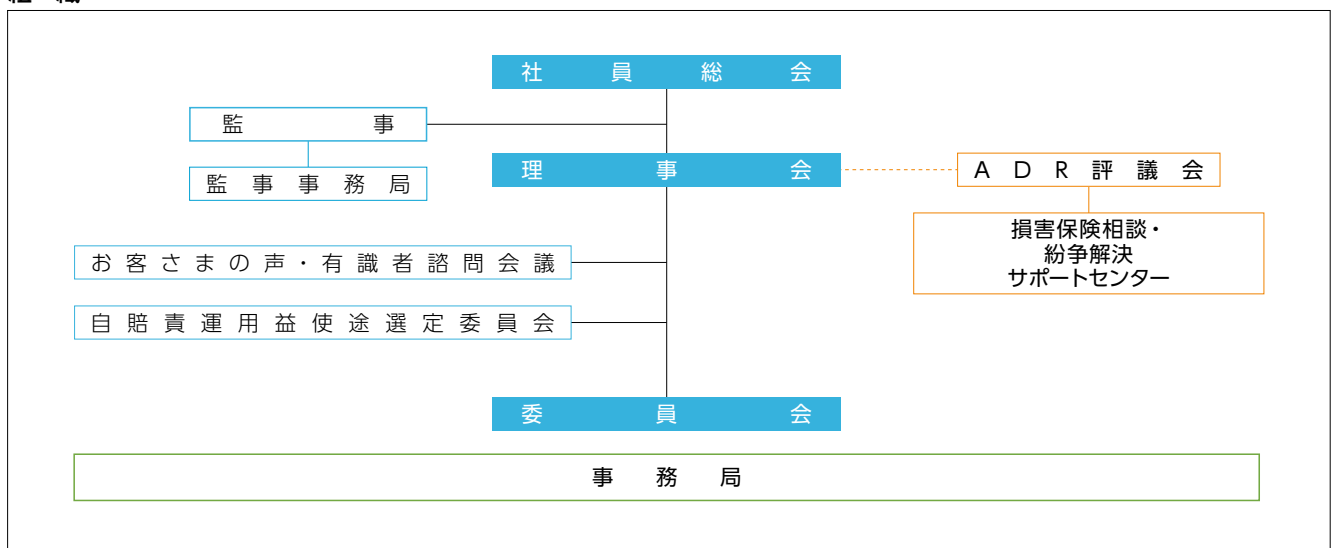 社員総会
監事
監事事務局
理事会
ADR評議会
損害保険相談・
紛争解決
サポートセンター
お客さまの声・有識者諮問会議
自賠責運用益使途選定委員会
委員会
事務局